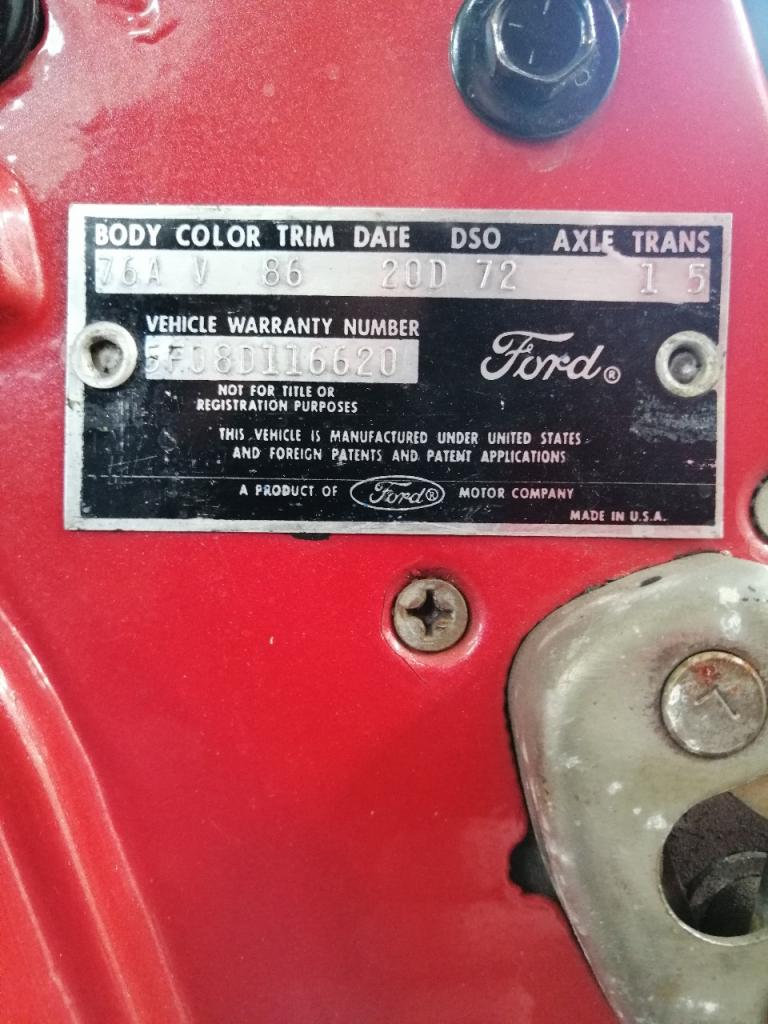 BODY COLOR TRIM DATE DSO AXLE TRANS
76A V 86 20D 72 1 5
VEHICLE WARRANTY NUMBER
5F08D116620
Ford®
NOT FOR TITLE OR
REGISTRATION PURPOSES
THIS VEHICLE IS MANUFACTURED UNDER UNITED STATES
AND FOREIGN PATENTS AND PATENT APPLICATIONS
A PRODUCT OF Ford® MOTOR COMPANY
MADE IN U.S.A.